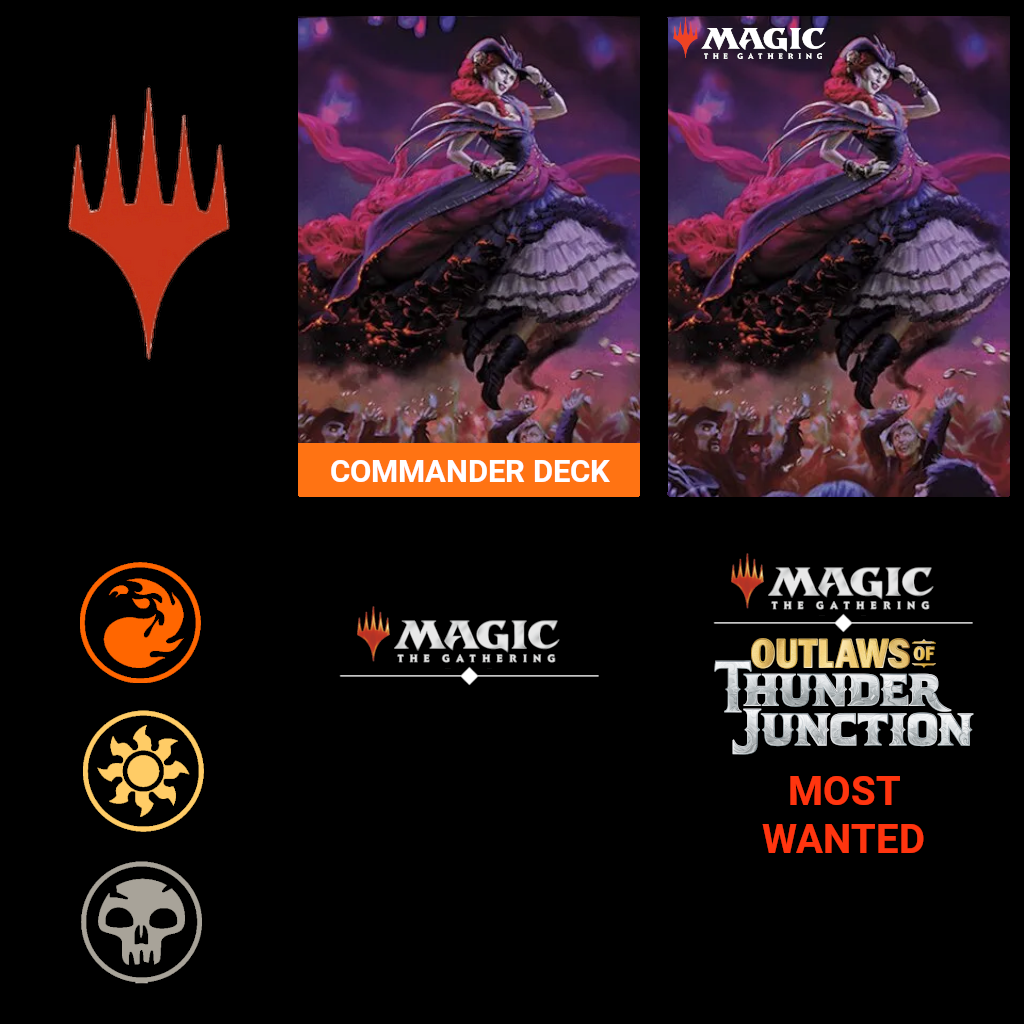 MAGIC
THE GATHERING
COMMANDER DECK
MAGIC
THE GATHERING
MAGIC
THE GATHERING
OUTLAWS OF
THUNDER
JUNCTION
MOST
WANTED